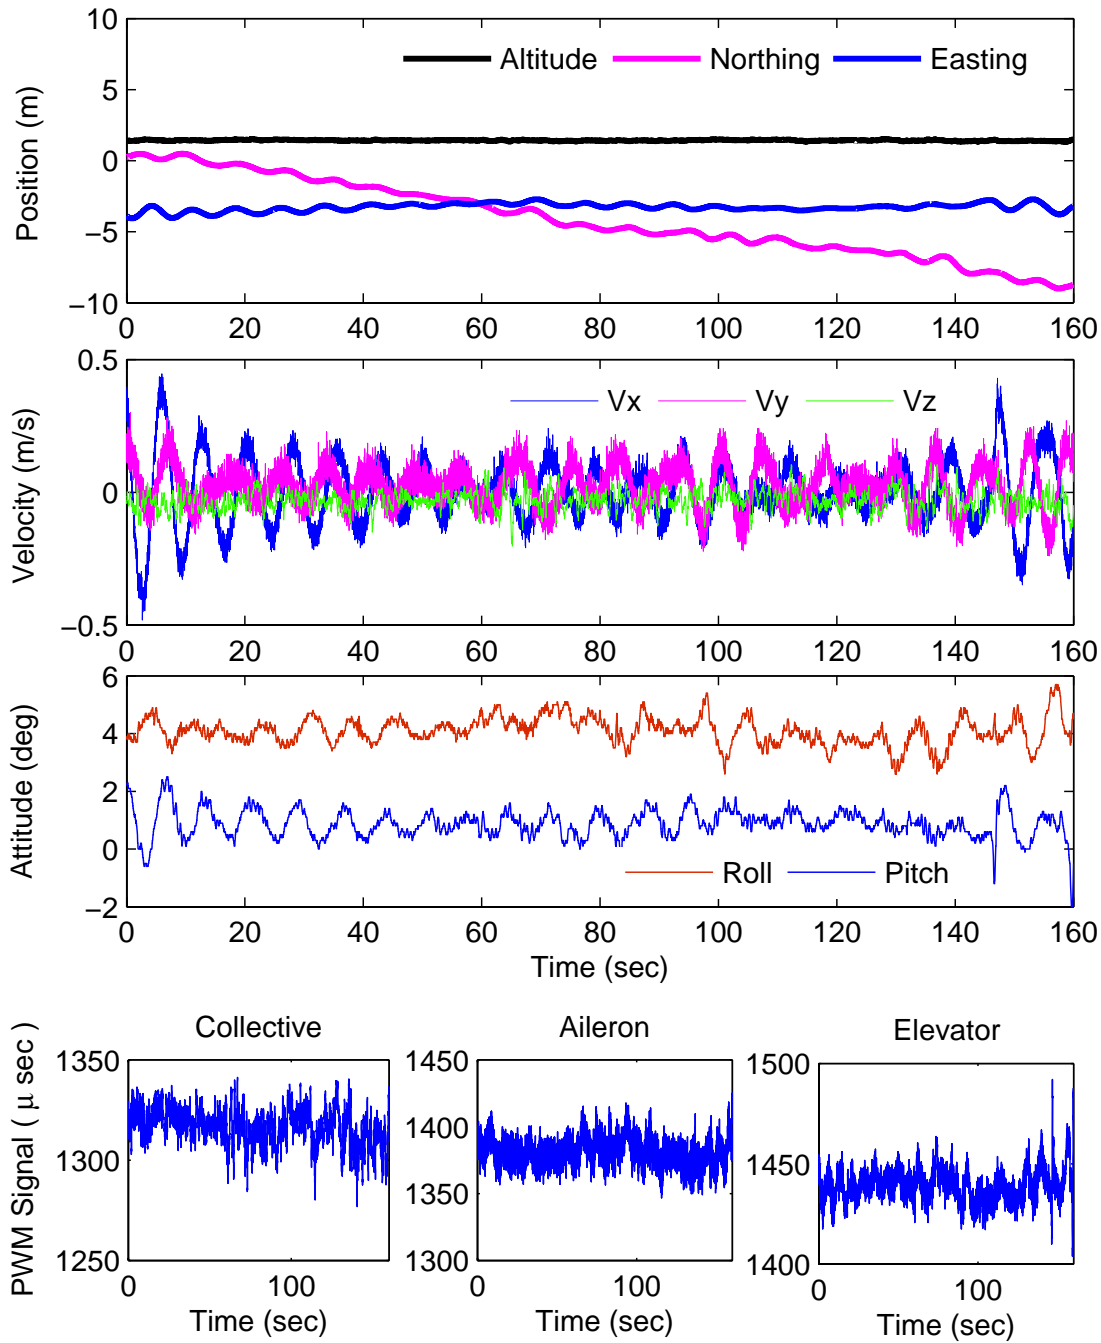 10
5
0
−5
−10
Position (m)
Altitude Northing Easting
0 20 40 60 80 100 120 140 160
0.5
0
−0.5
Velocity (m/s)
Vx Vy Vz
0 20 40 60 80 100 120 140 160
6
4
2
0
−2
Attitude (deg)
Roll Pitch
0 20 40 60 80 100 120 140 160
Time (sec)
PWM Signal ( μ sec )
Collective
1350
1300
1250
0 100
Time (sec)
Aileron
1450
1400
1350
1300
0 100
Time (sec)
Elevator
1500
1450
1400
0 100
Time (sec)